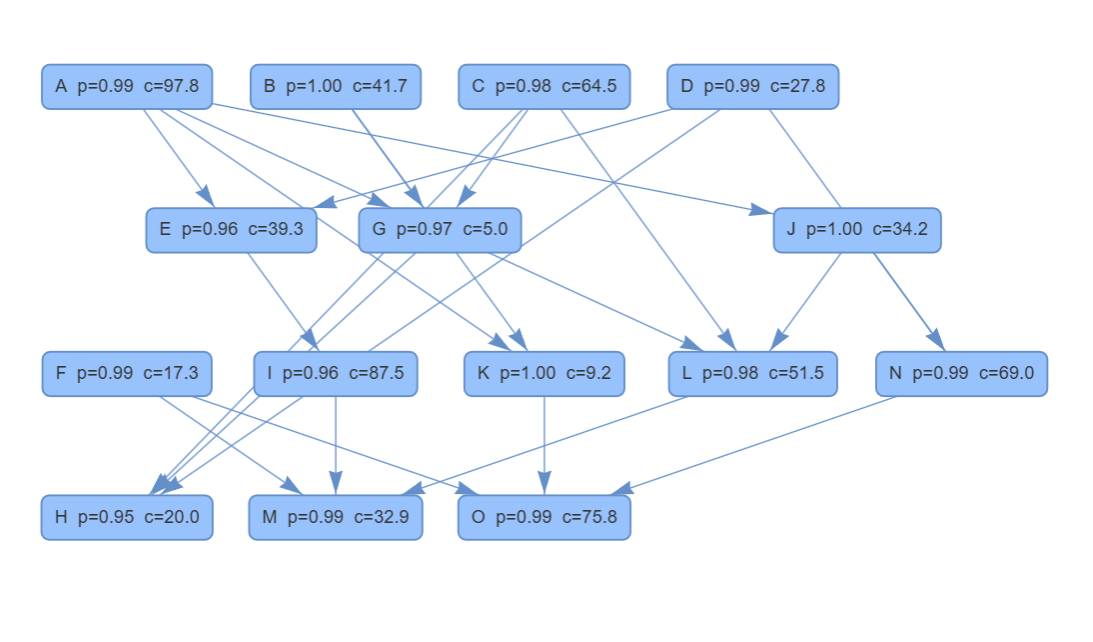 A p=0.99 c=97.8
B p=1.00 c=41.7
C p=0.98 c=64.5
D p=0.99 c=27.8
E p=0.96 c=39.3
G p=0.97 c=5.0
J p=1.00 c=34.2
F p=0.99 c=17.3
I p=0.96 c=87.5
K p=1.00 c=9.2
L p=0.98 c=51.5
N p=0.99 c=69.0
H p=0.95 c=20.0
M p=0.99 c=32.9
O p=0.99 c=75.8